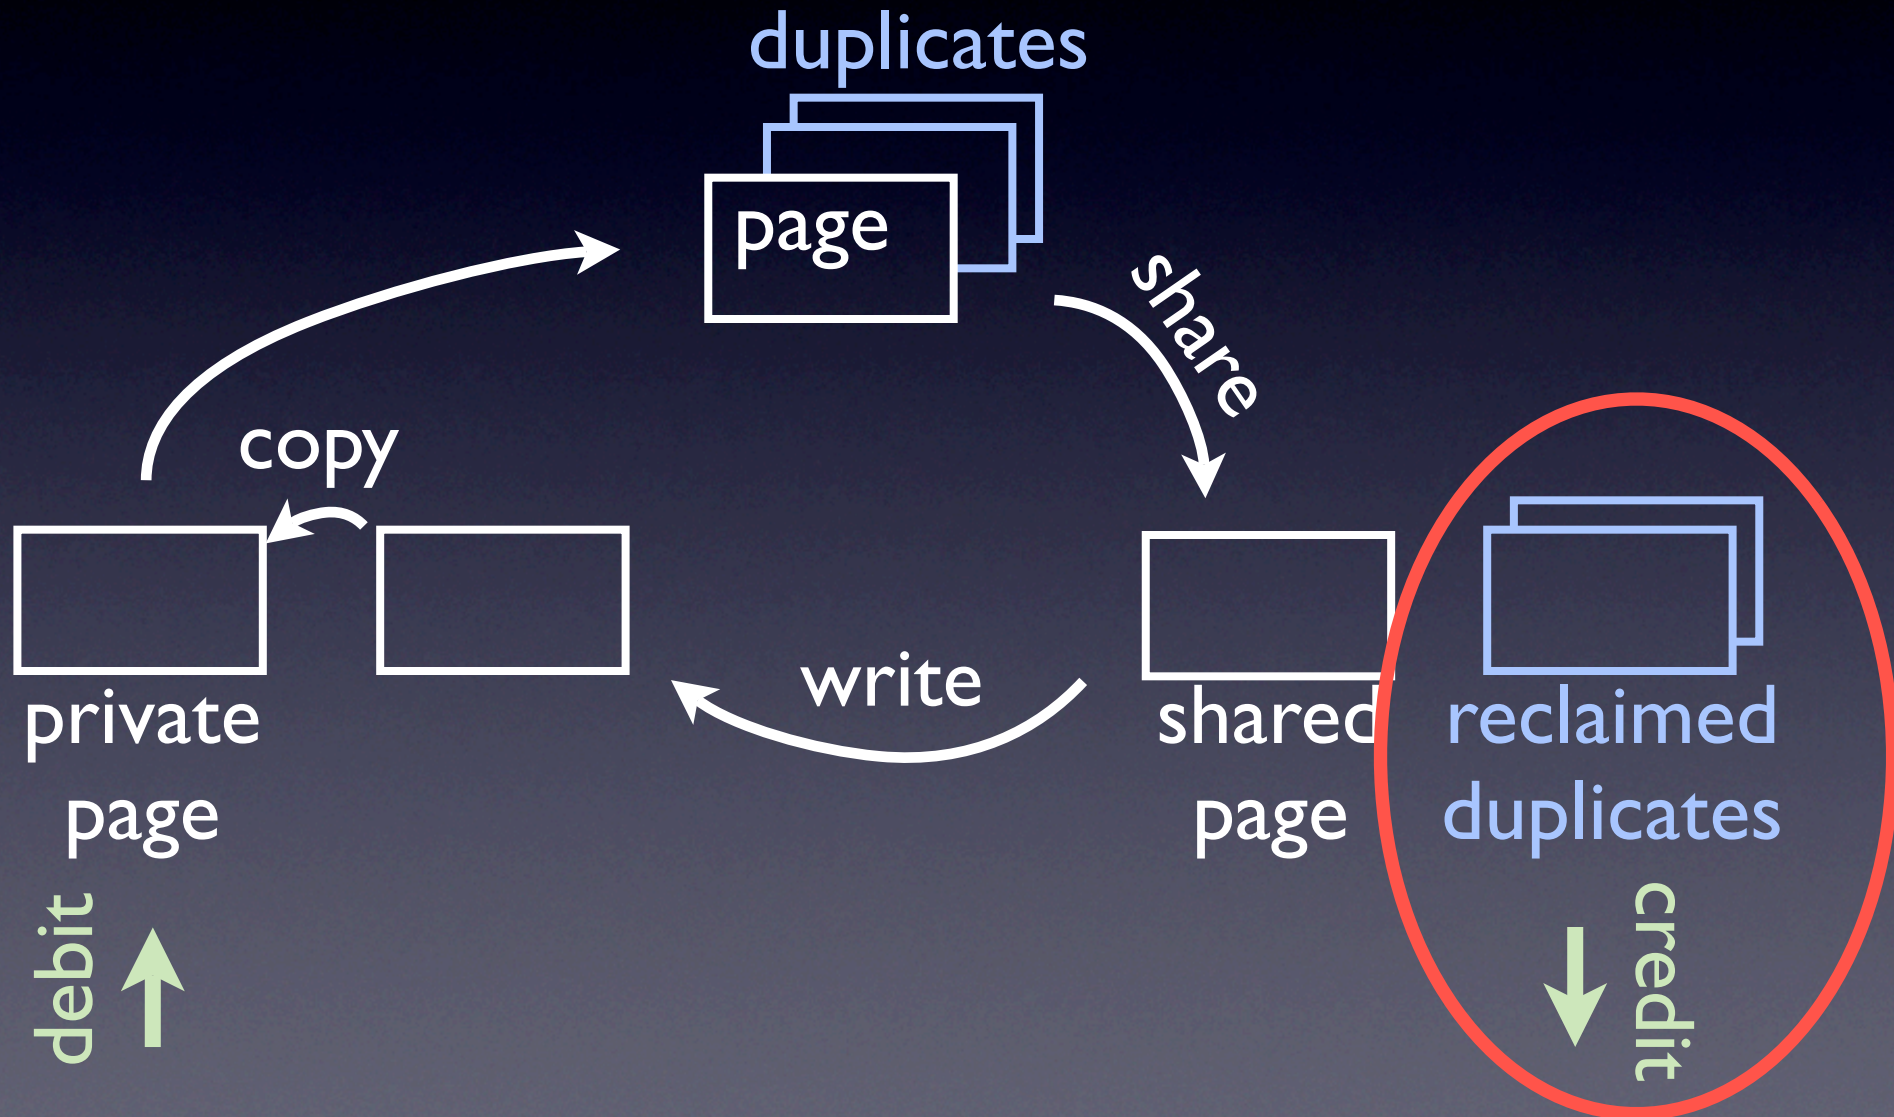 duplicates
page
share
copy
write
private
page
shared
page
reclaimed
duplicates
debit
credit